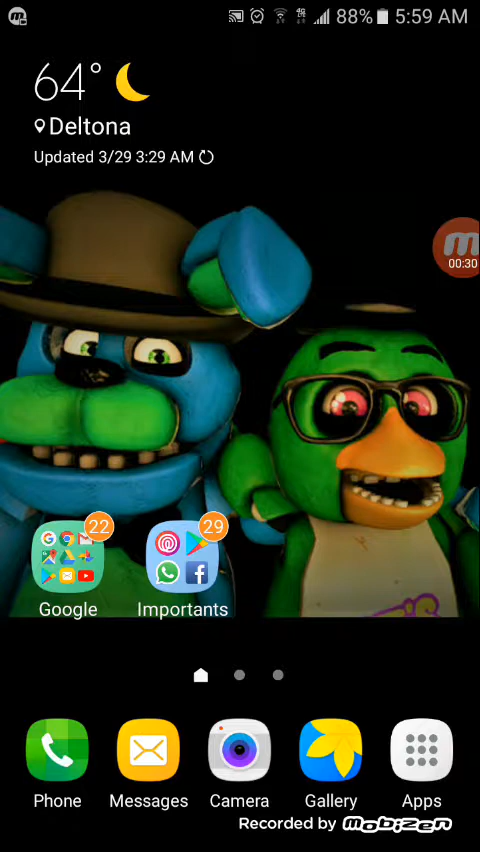 88% 5:59 AM
64°
Deltona
Updated 3/29 3:29 AM
00:30
22
29
Google
Importants
Phone
Messages
Camera
Gallery
Apps
Recorded by mobizen